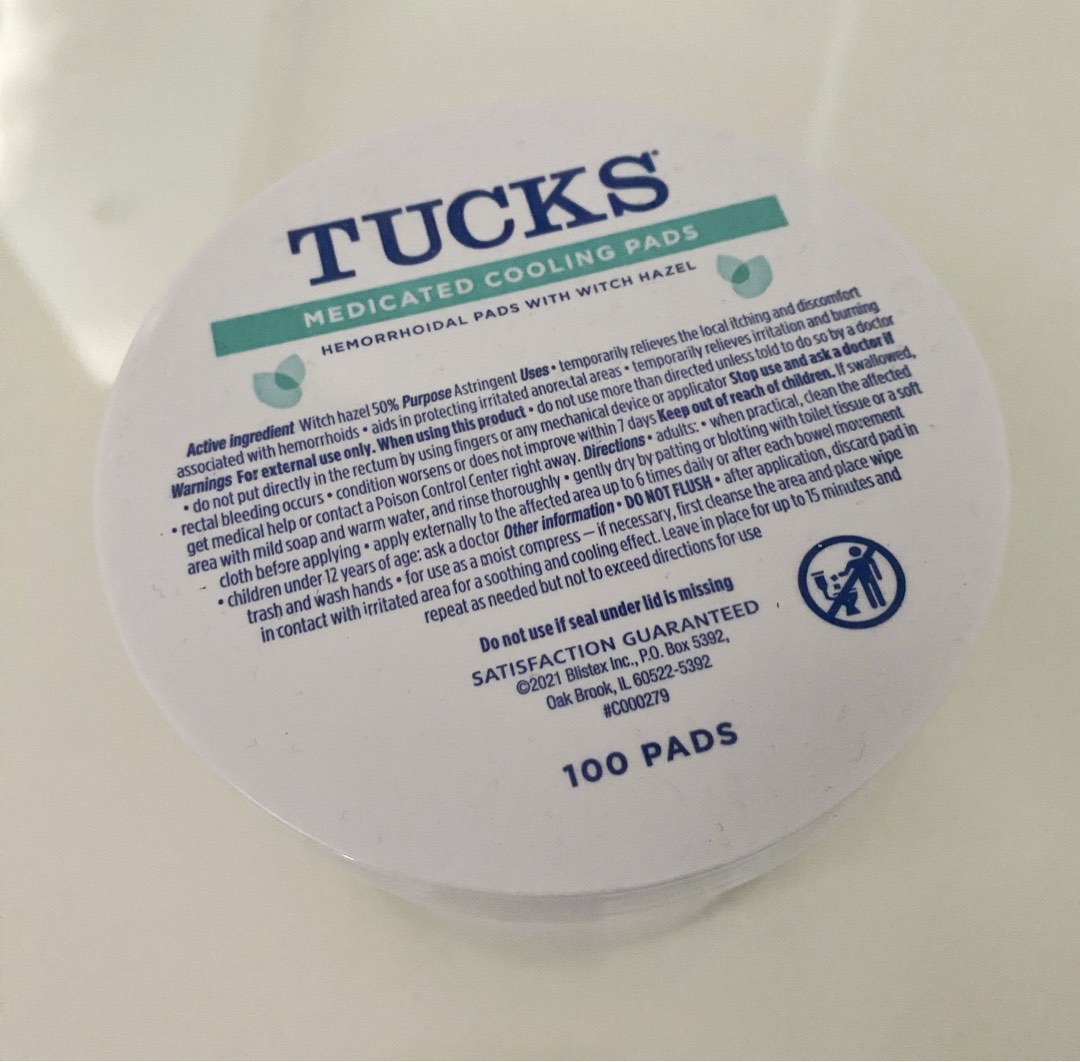 TUCKS
MEDICATED COOLING PADS
HEMORRHOIDAL PADS WITH WITCH HAZEL
Active ingredient Witch hazel 50% Purpose Astringent Uses • temporarily relieves the local itching and discomfort
associated with hemorrhoids • aids in protecting irritated anorectal areas • temporarily relieves irritation and burning
Warnings For external use only. When using this product • do not use more than directed unless told to do so by a doctor
• do not put directly in the rectum by using fingers or any mechanical device or applicator Stop use and ask a doctor if
• rectal bleeding occurs • condition worsens or does not improve within 7 days Keep out of reach of children. If swallowed,
get medical help or contact a Poison Control Center right away. Directions • adults: • when practical, clean the affected
area with mild soap and warm water, and rinse thoroughly • gently dry by patting or blotting with toilet tissue or a soft
cloth before applying • apply externally to the affected area up to 6 times daily or after each bowel movement
• children under 12 years of age: ask a doctor Other information • DO NOT FLUSH • after application, discard pad in
trash and wash hands • for use as a moist compress — if necessary, first cleanse the area and place wipe
in contact with irritated area for a soothing and cooling effect. Leave in place for up to 15 minutes and
repeat as needed but not to exceed directions for use
Do not use if seal under lid is missing
SATISFACTION GUARANTEED
©2021 Blistex Inc., P.O. Box 5392,
Oak Brook, IL 60522-5392
#C000279
100 PADS